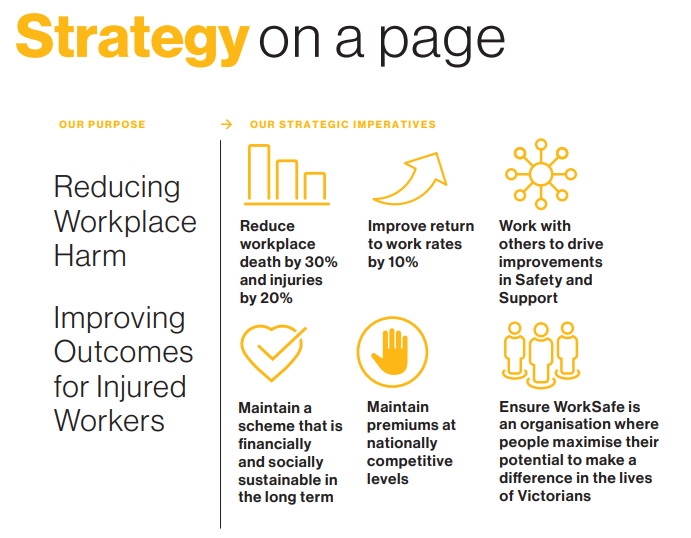 Strategy on a page
OUR PURPOSE
→ OUR STRATEGIC IMPERATIVES
Reducing
Workplace
Harm
Improving
Outcomes
for Injured
Workers
Reduce
workplace
death by 30%
and injuries
by 20%
Improve return
to work rates
by 10%
Work with
others to drive
improvements
in Safety and
Support
Maintain a
scheme that is
financially
and socially
sustainable in
the long term
Maintain
premiums at
nationally
competitive
levels
Ensure WorkSafe is
an organisation where
people maximise their
potential to make a
difference in the lives
of Victorians